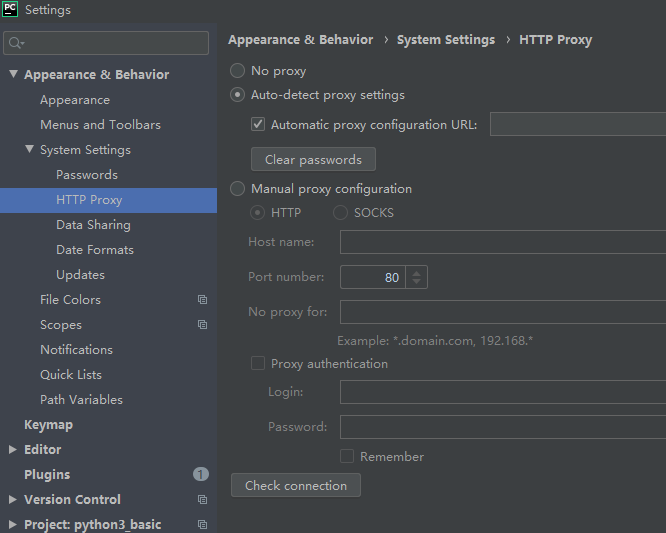 PC
Settings
Appearance & Behavior
Appearance
Menus and Toolbars
System Settings
Passwords
HTTP Proxy
Data Sharing
Date Formats
Updates
File Colors
Scopes
Notifications
Quick Lists
Path Variables
Keymap
Editor
Plugins 1
Version Control
Project: python3_basic
Appearance & Behavior › System Settings › HTTP Proxy
No proxy
Auto-detect proxy settings
Automatic proxy configuration URL:
Clear passwords
Manual proxy configuration
HTTP SOCKS
Host name:
Port number: 80
No proxy for:
Example: *.domain.com, 192.168.*
Proxy authentication
Login:
Password:
Remember
Check connection